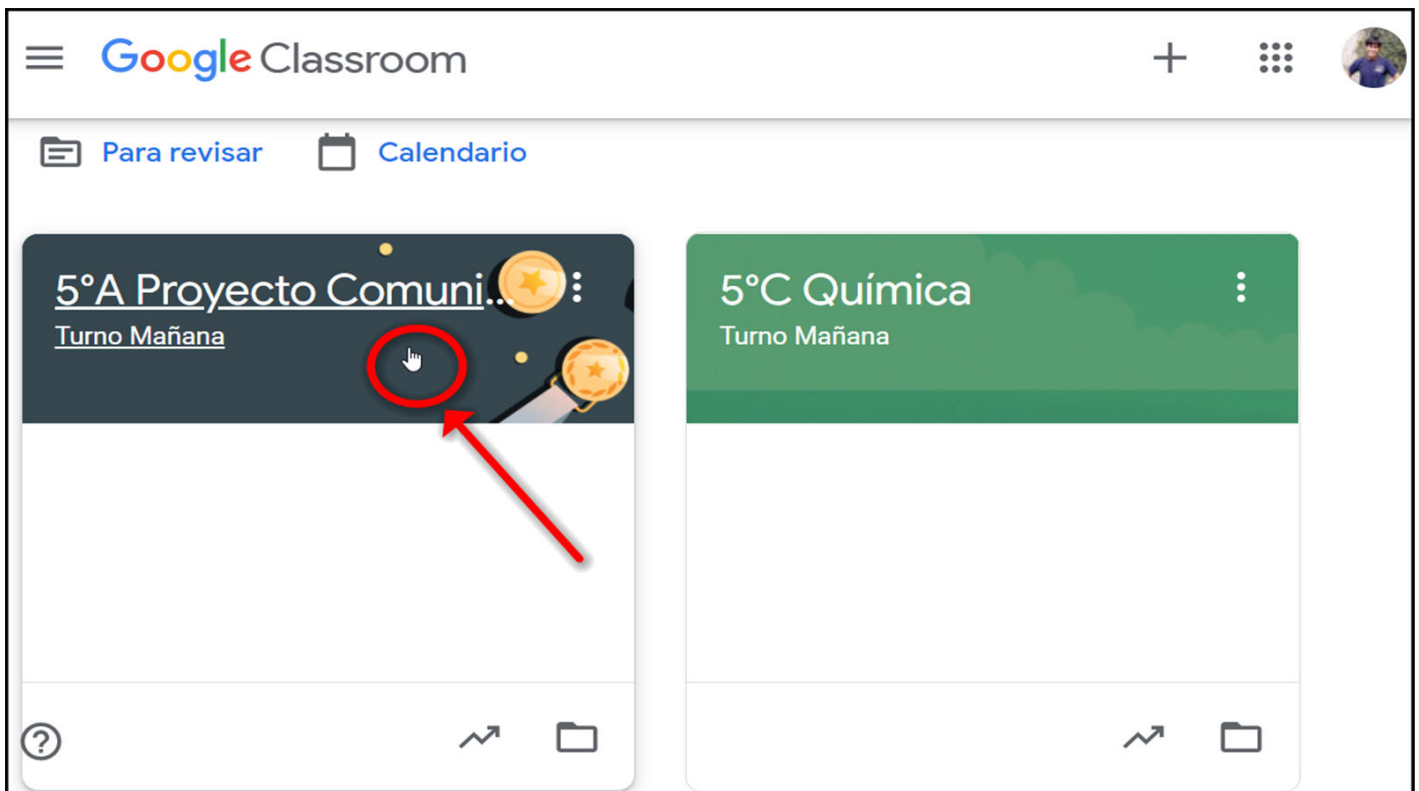 Google Classroom
Para revisar
Calendario
5°A Proyecto Comuni...
Turno Mañana
5°C Química
Turno Mañana